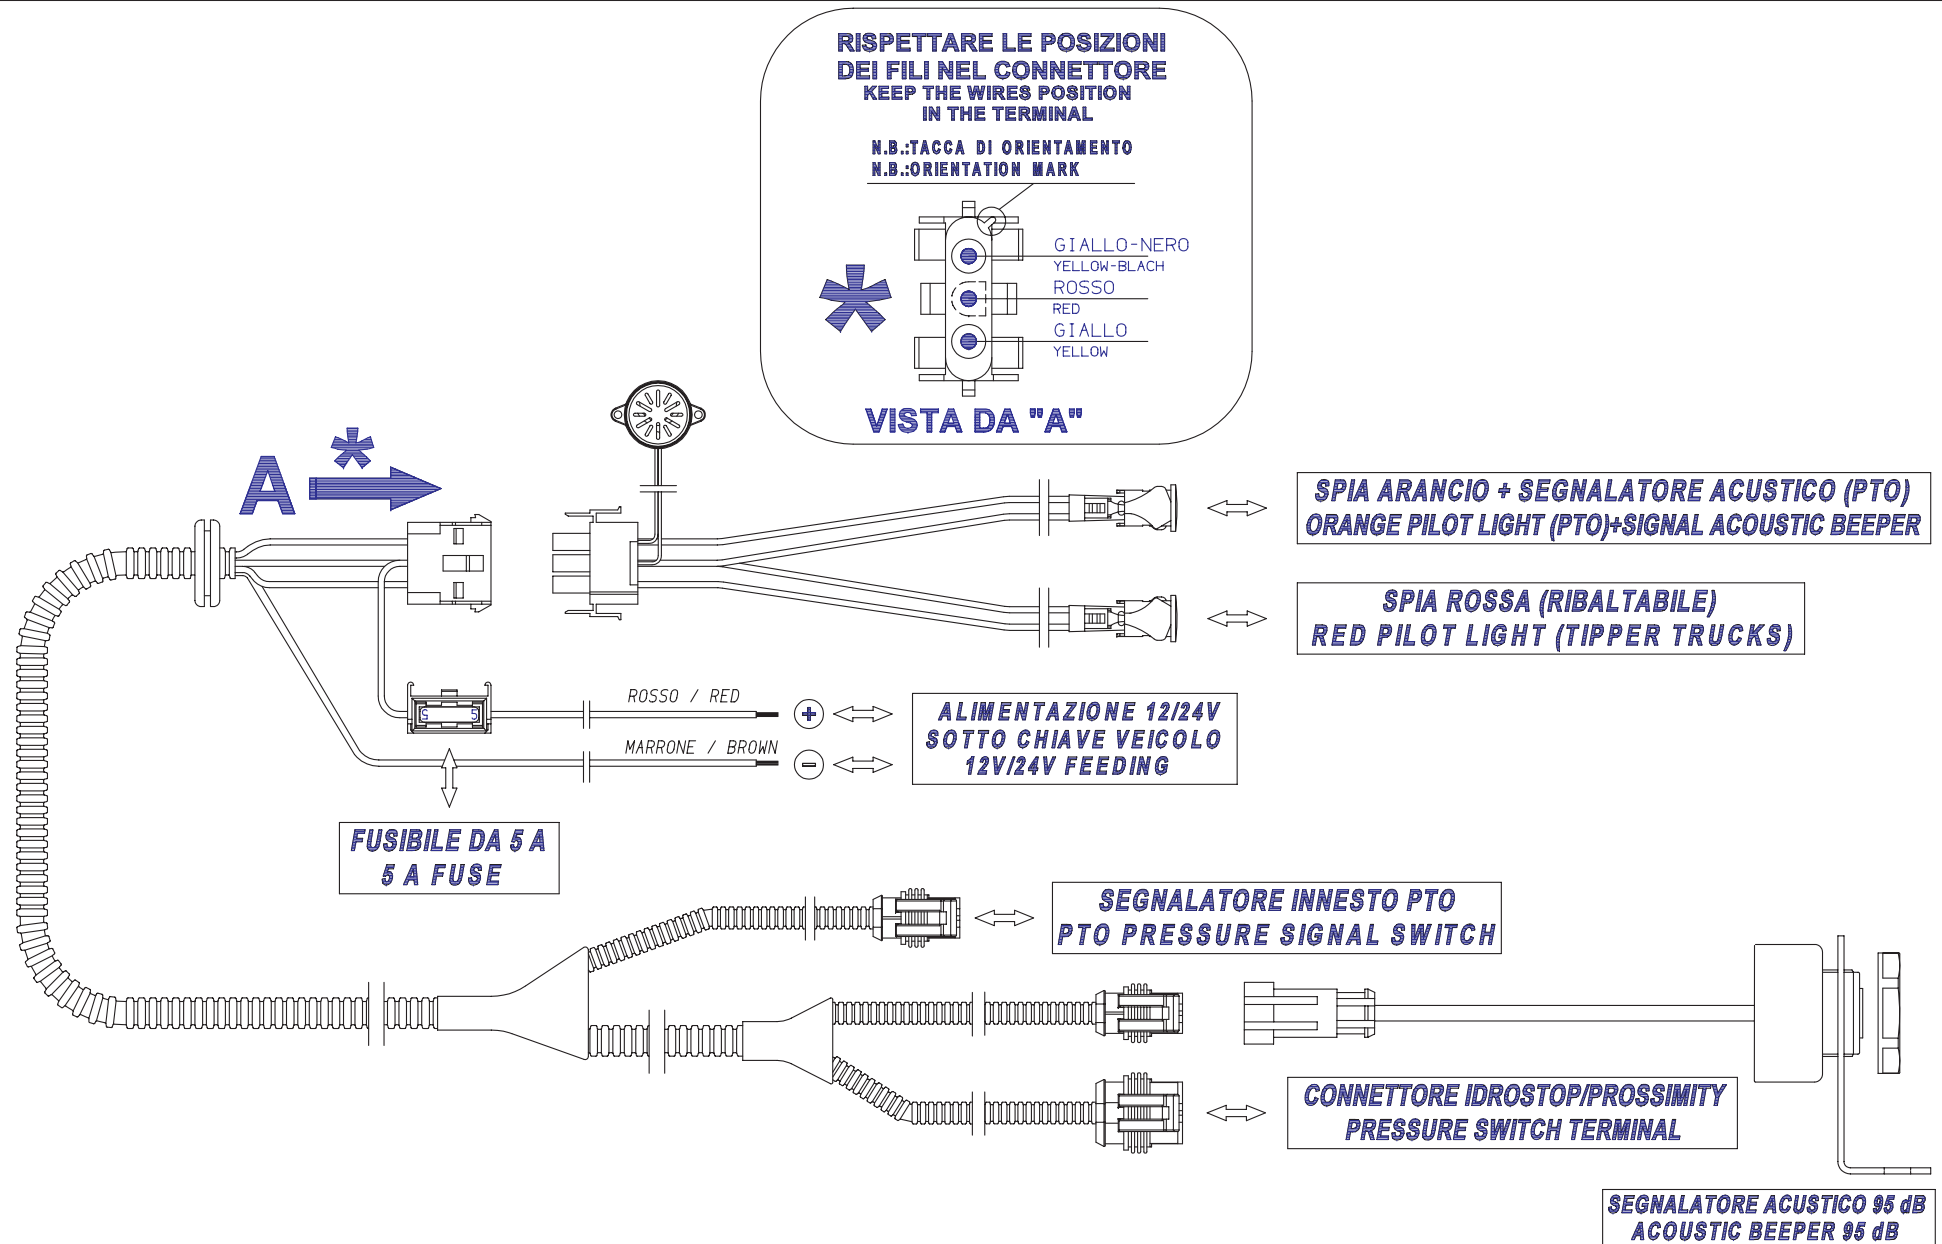 RISPETTARE LE POSIZIONI
DEI FILI NEL CONNETTORE
KEEP THE WIRES POSITION
IN THE TERMINAL
N.B.:TACCA DI ORIENTAMENTO
N.B.:ORIENTATION MARK
GIALLO-NERO
YELLOW-BLACH
ROSSO
RED
GIALLO
YELLOW
*
VISTA DA "A"
A
*
SPIA ARANCIO + SEGNALATORE ACUSTICO (PTO)
ORANGE PILOT LIGHT (PTO)+SIGNAL ACOUSTIC BEEPER
SPIA ROSSA (RIBALTABILE)
RED PILOT LIGHT (TIPPER TRUCKS)
5 5
ROSSO / RED
+
MARRONE / BROWN
-
ALIMENTAZIONE 12/24V
SOTTO CHIAVE VEICOLO
12V/24V FEEDING
FUSIBILE DA 5 A
5 A FUSE
SEGNALATORE INNESTO PTO
PTO PRESSURE SIGNAL SWITCH
CONNETTORE IDROSTOP/PROSSIMITY
PRESSURE SWITCH TERMINAL
SEGNALATORE ACUSTICO 95 dB
ACOUSTIC BEEPER 95 dB